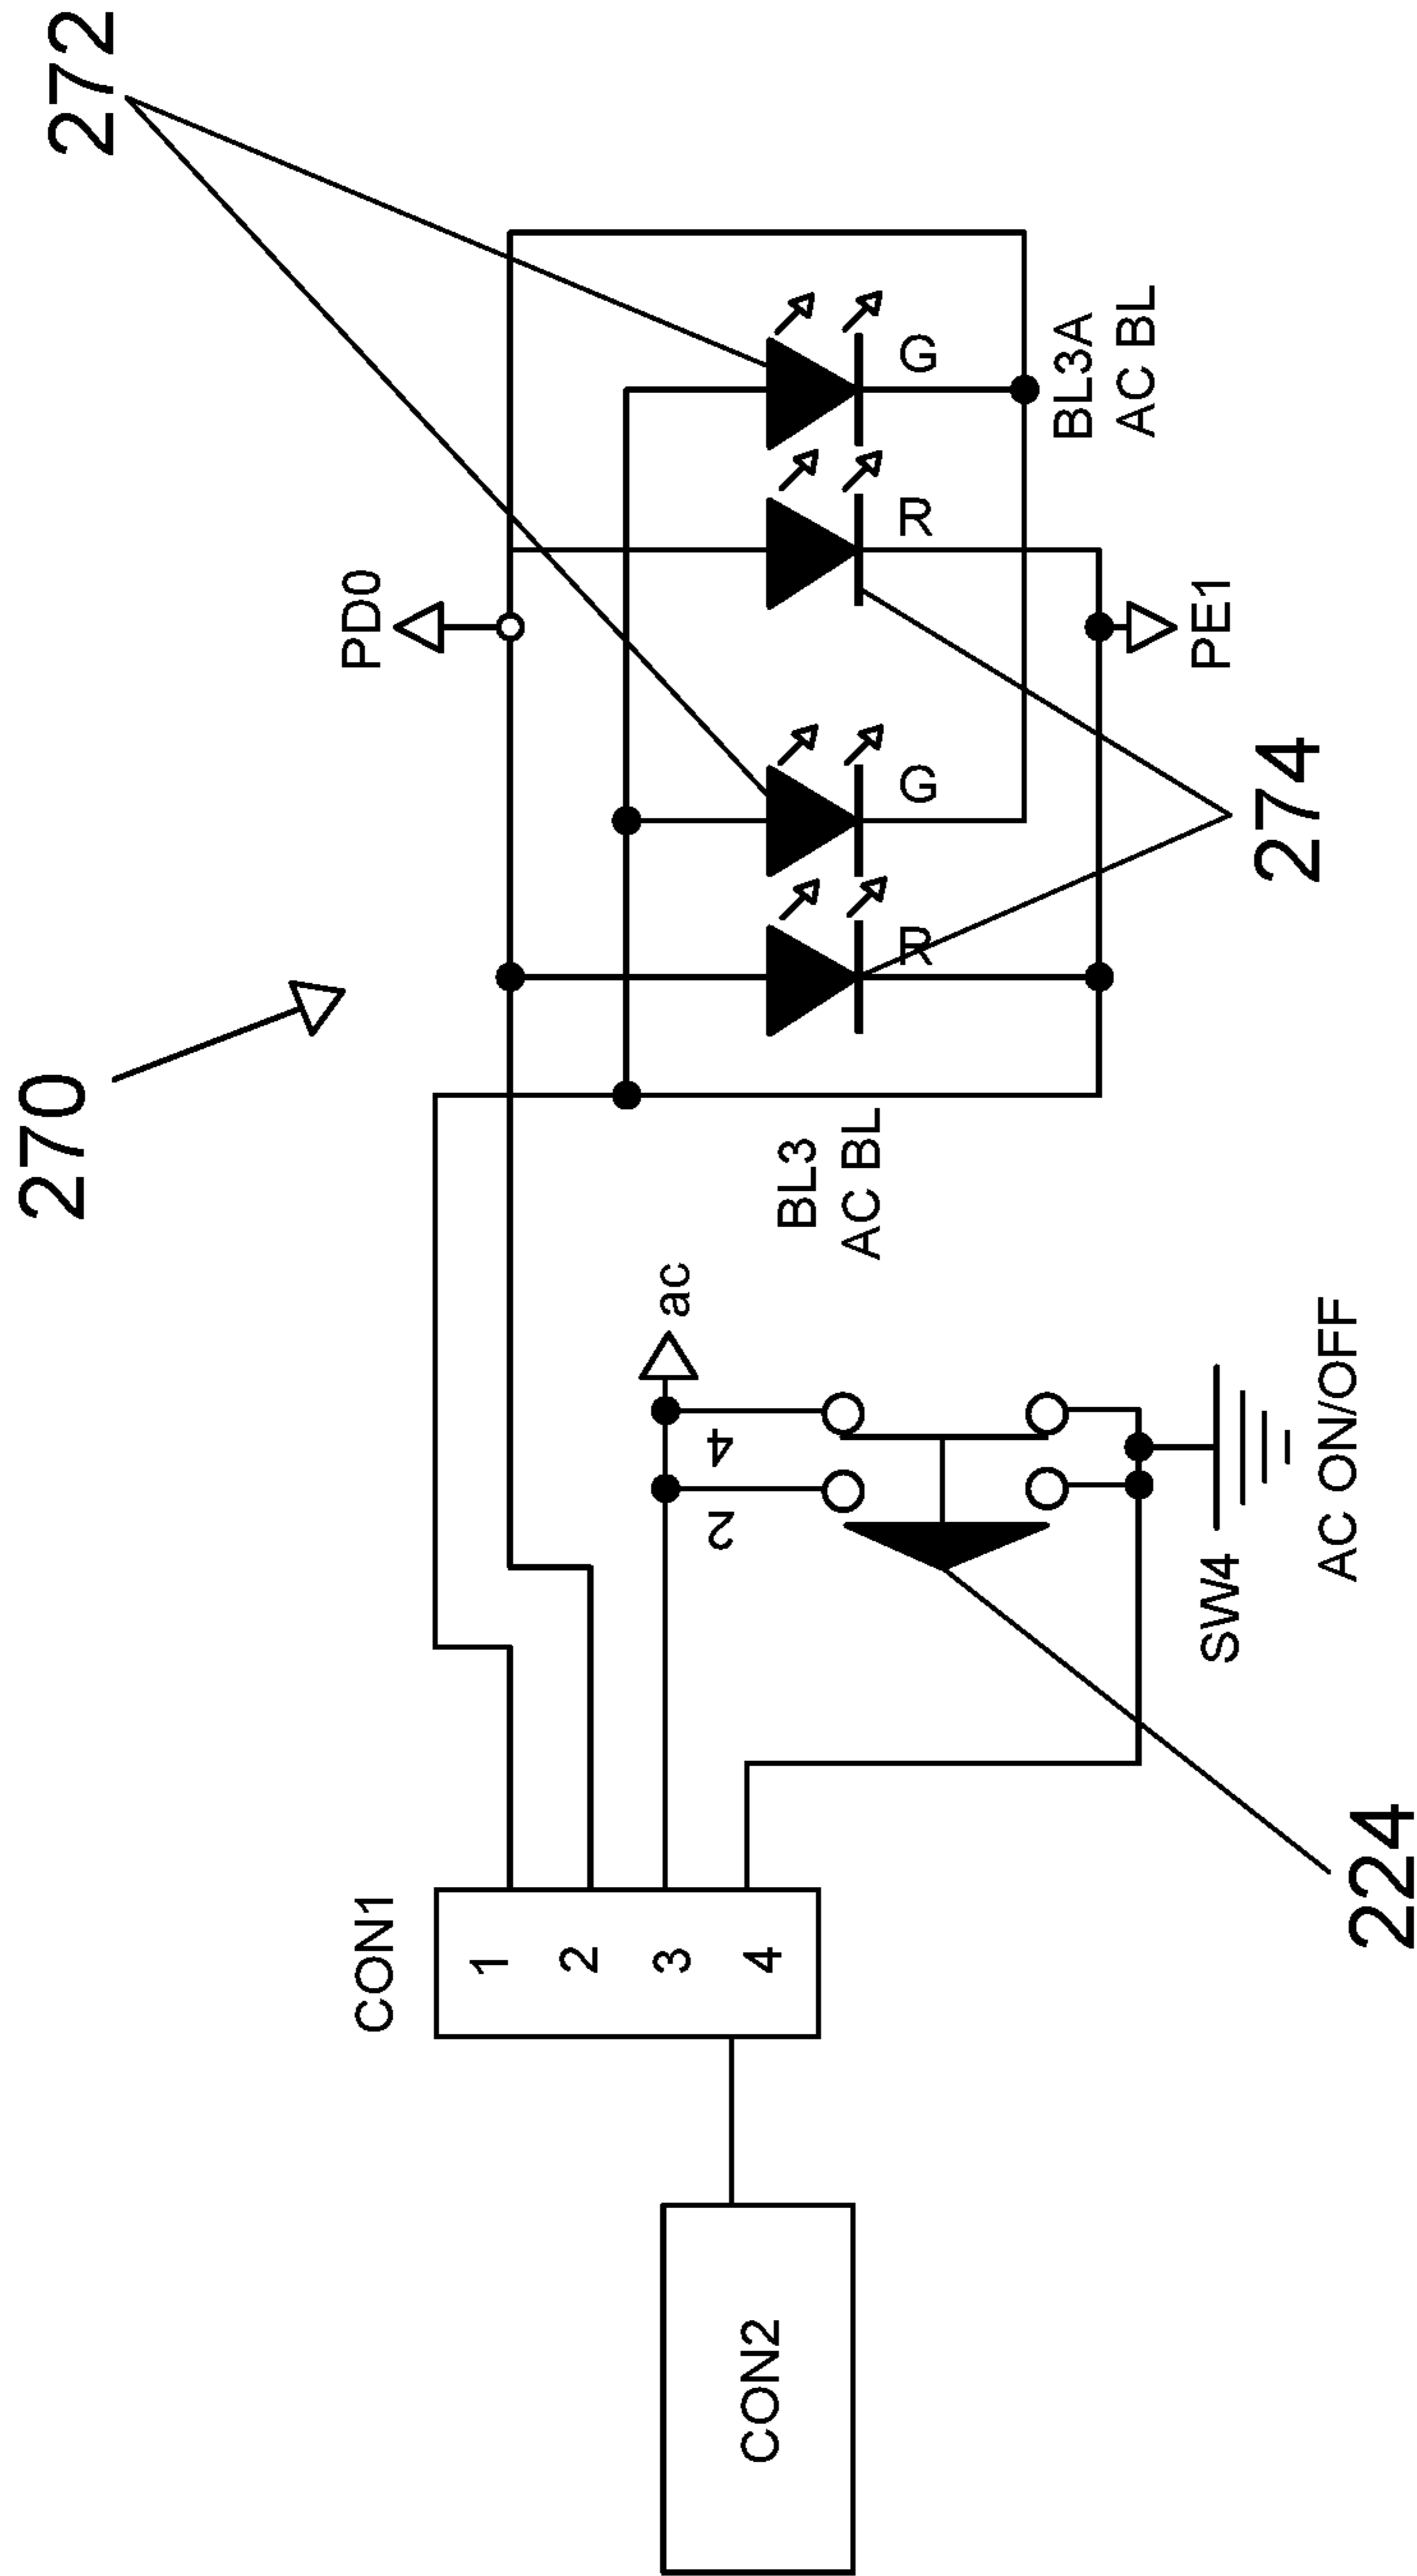 270
272
PD0
G
R
G
R
BL3A
AC BL
PE1
274
BL3
AC BL
ac
4
2
SW4
AC ON/OFF
224
CON1
1
2
3
4
CON2